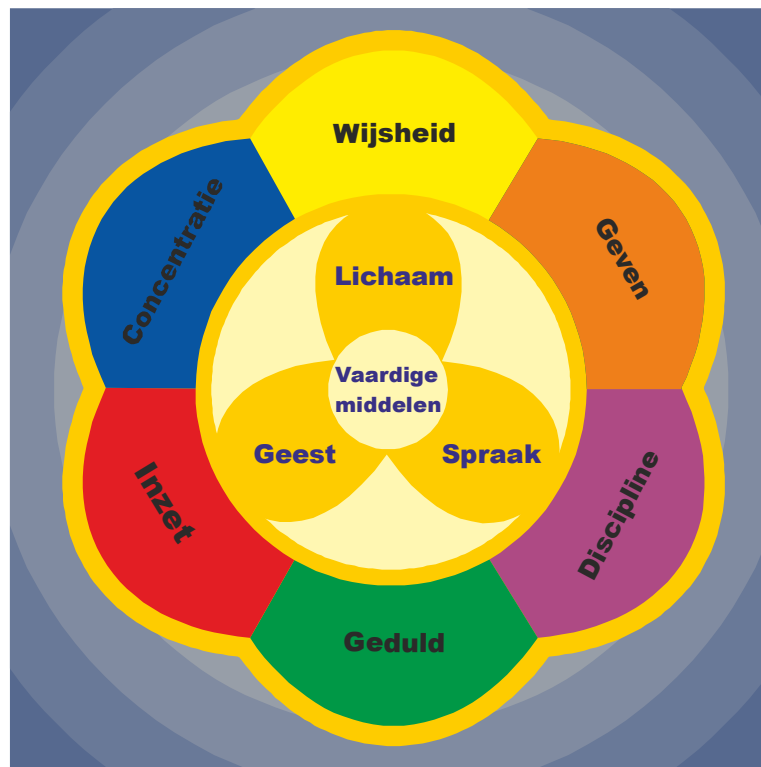 Wijsheid
Geven
Discipline
Geduld
Inzet
Concentratie
Lichaam
Spraak
Geest
Vaardige
middelen